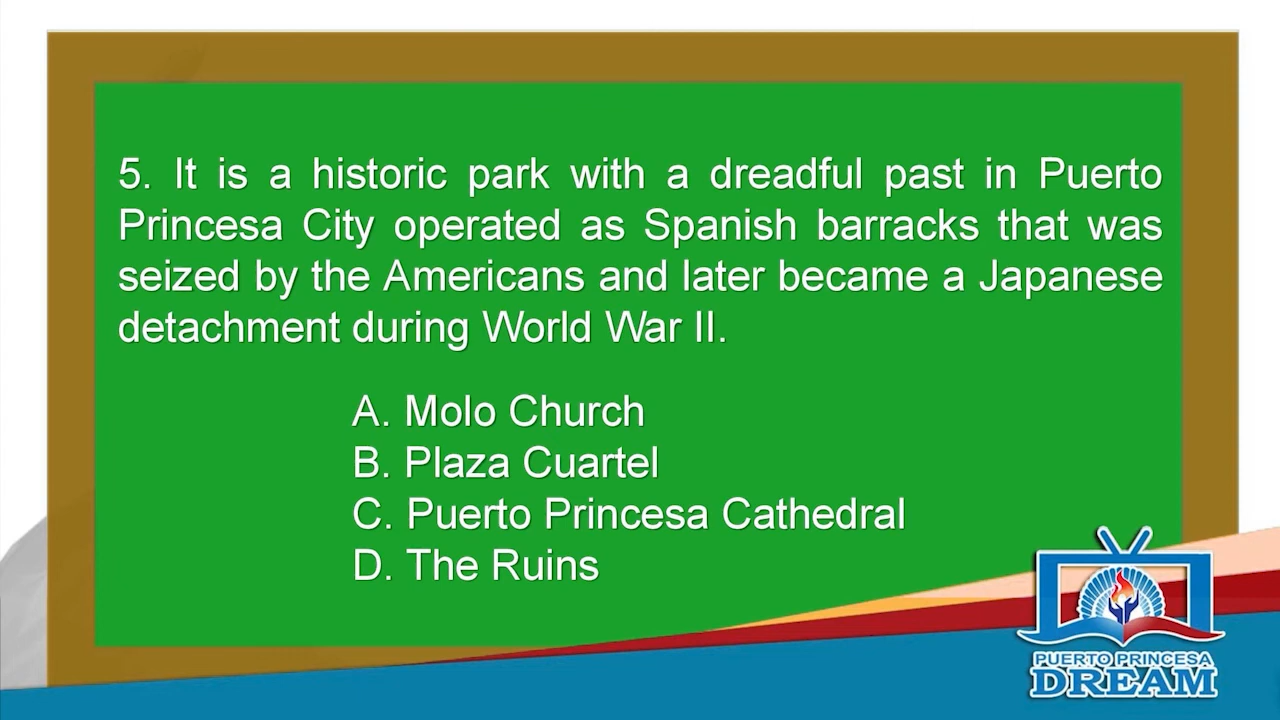 5. It is a historic park with a dreadful past in Puerto
Princesa City operated as Spanish barracks that was
seized by the Americans and later became a Japanese
detachment during World War II.
A. Molo Church
B. Plaza Cuartel
C. Puerto Princesa Cathedral
D. The Ruins
PUERTO PRINCESA
DREAM